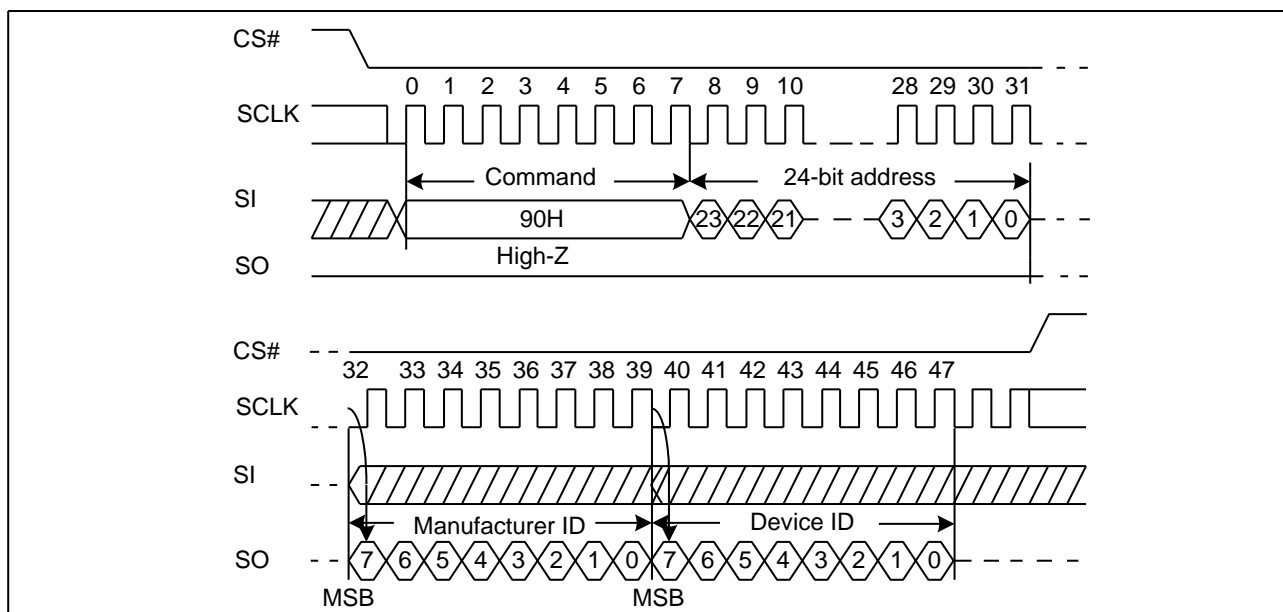 CS#
0 1 2 3 4 5 6 7 8 9 10 28 29 30 31
SCLK
Command 24-bit address
SI
90H 23 22 21 3 2 1 0
High-Z
SO
CS#
32 33 34 35 36 37 38 39 40 41 42 43 44 45 46 47
SCLK
SI
Manufacturer ID Device ID
SO 7 6 5 4 3 2 1 0 7 6 5 4 3 2 1 0
MSB MSB